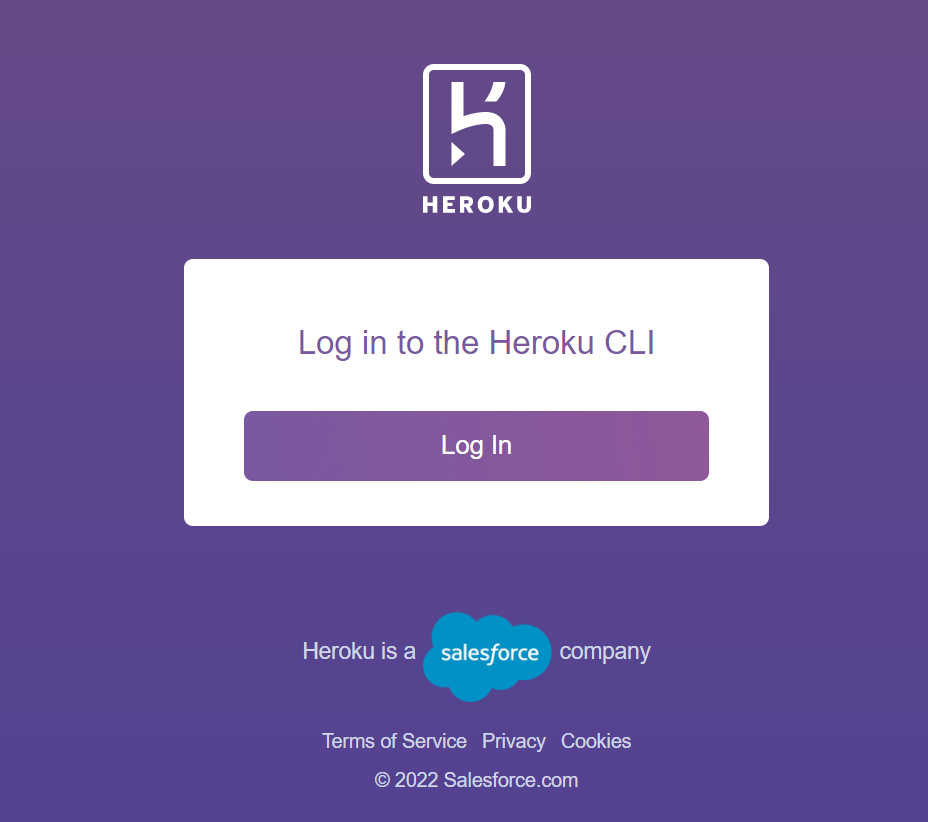 HEROKU
Log in to the Heroku CLI
Log In
Heroku is a salesforce company
Terms of Service Privacy Cookies
© 2022 Salesforce.com